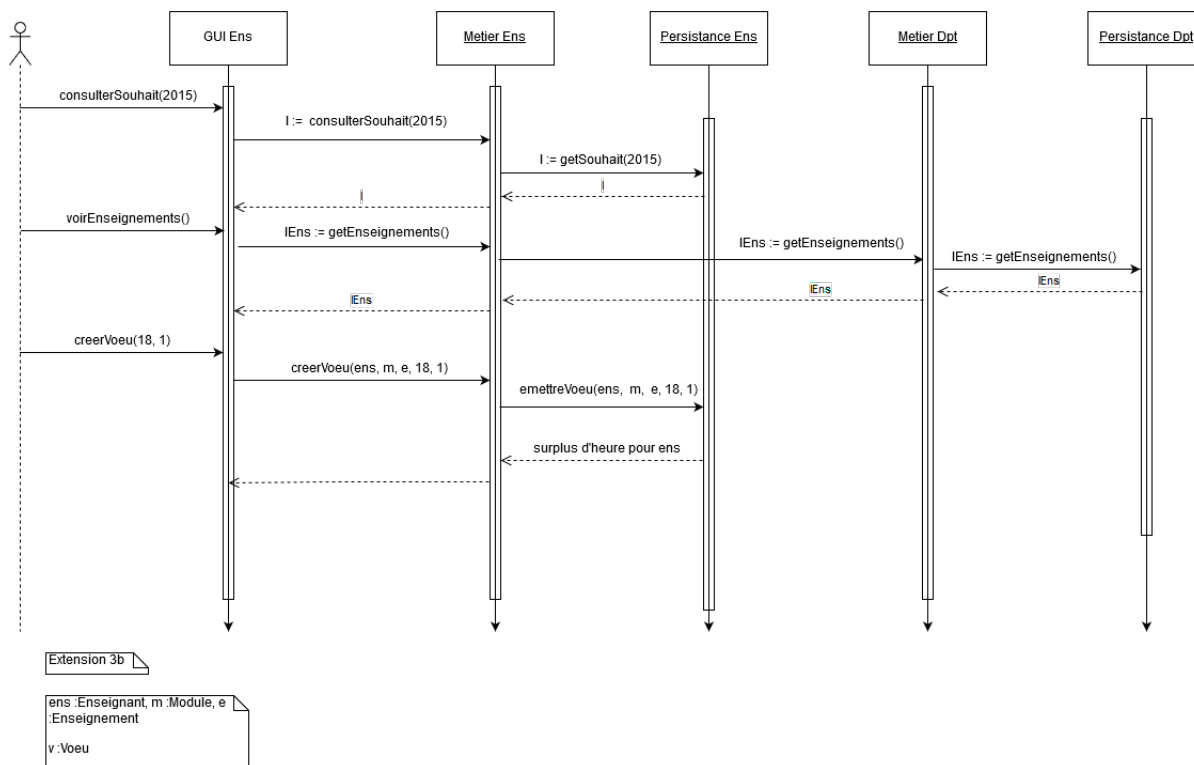 GUI Ens
Metier Ens
Persistance Ens
Metier Dpt
Persistance Dpt
consulterSouhait(2015)
l := consulterSouhait(2015)
l := getSouhait(2015)
l
l
voirEnseignements()
lEns := getEnseignements()
lEns := getEnseignements()
lEns := getEnseignements()
lEns
lEns
lEns
creerVoeu(18, 1)
creerVoeu(ens, m, e, 18, 1)
emettreVoeu(ens, m, e, 18, 1)
surplus d'heure pour ens
Extension 3b
ens :Enseignant, m :Module, e
:Enseignement
v :Voeu